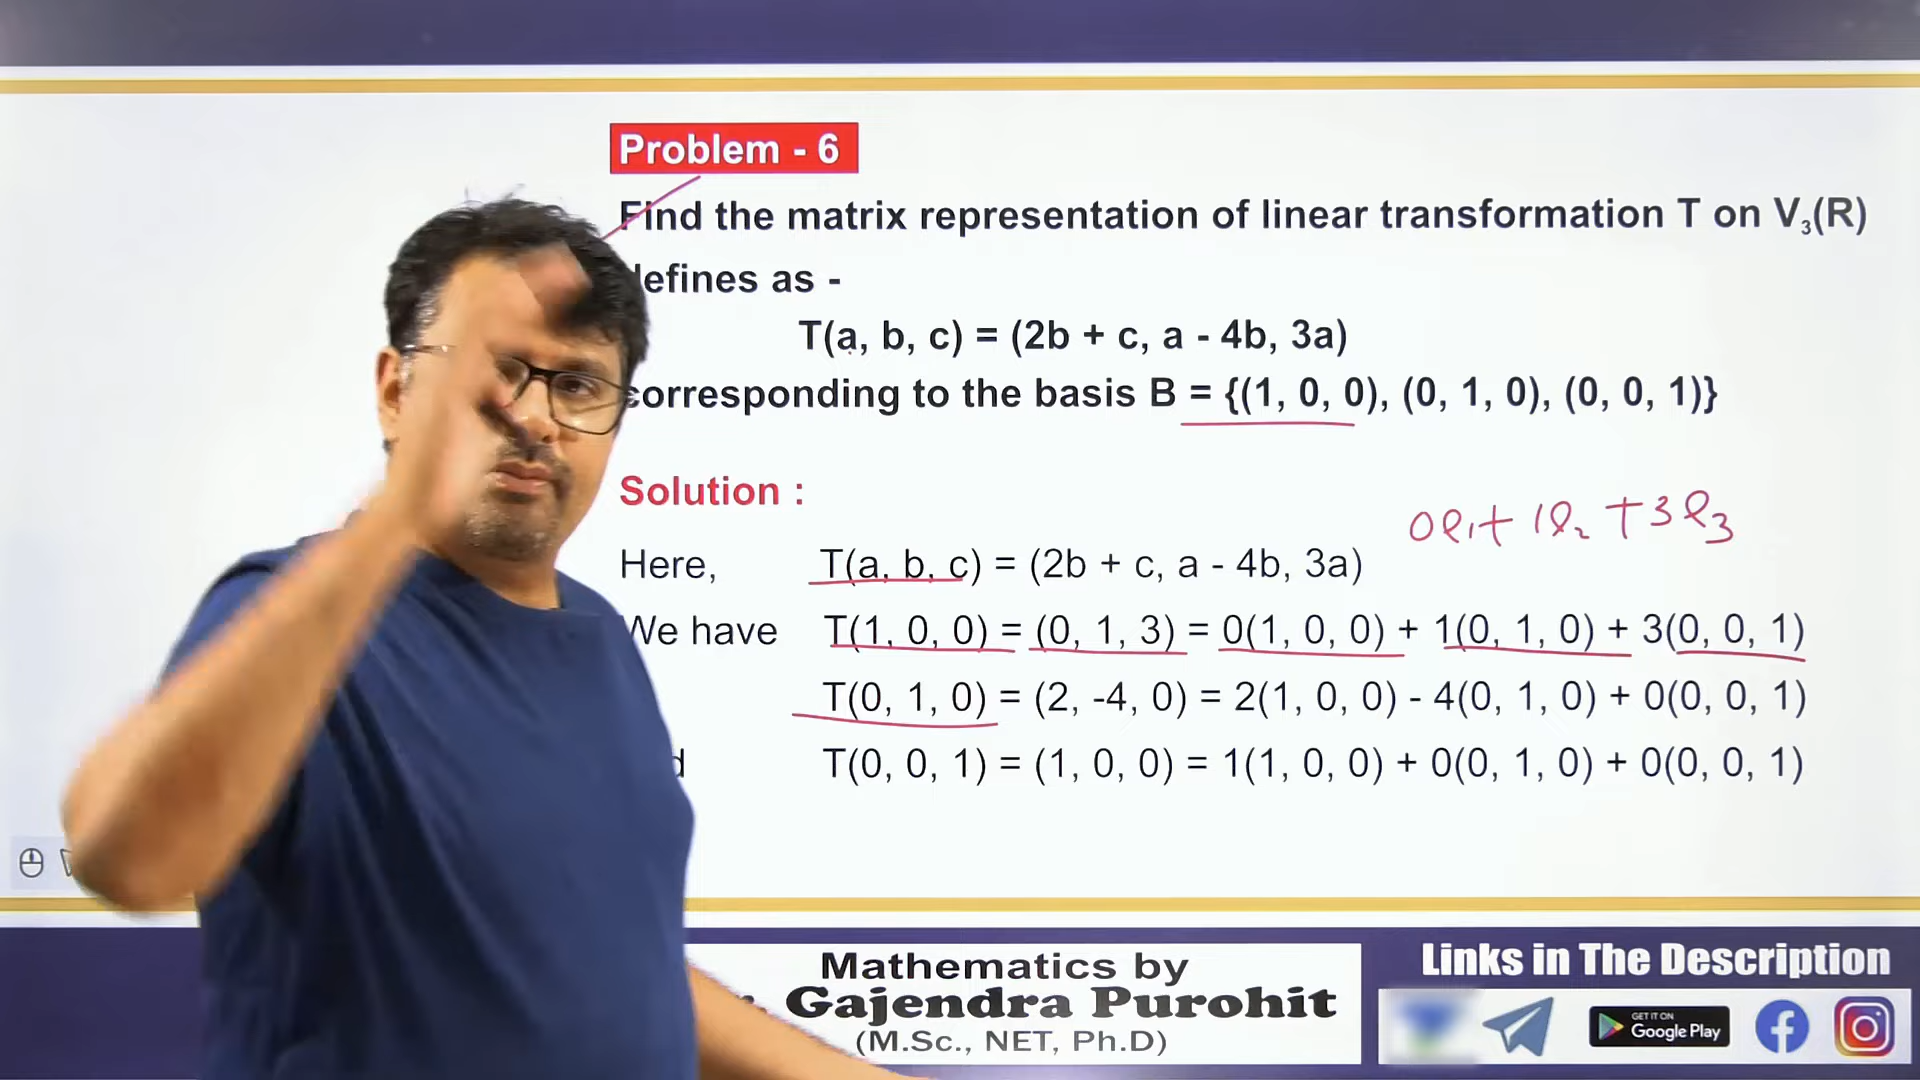 Problem - 6
Find the matrix representation of linear transformation T on V₃(R)
efines as -
T(a, b, c) = (2b + c, a - 4b, 3a)
corresponding to the basis B = {(1, 0, 0), (0, 1, 0), (0, 0, 1)}
Solution :
0e₁ + 1e₂ + 3e₃
Here, T(a, b, c) = (2b + c, a - 4b, 3a)
We have T(1, 0, 0) = (0, 1, 3) = 0(1, 0, 0) + 1(0, 1, 0) + 3(0, 0, 1)
T(0, 1, 0) = (2, -4, 0) = 2(1, 0, 0) - 4(0, 1, 0) + 0(0, 0, 1)
d T(0, 0, 1) = (1, 0, 0) = 1(1, 0, 0) + 0(0, 1, 0) + 0(0, 0, 1)
Mathematics by
Gajendra Purohit
(M.Sc., NET, Ph.D)
Links in The Description
GET IT ON
Google Play